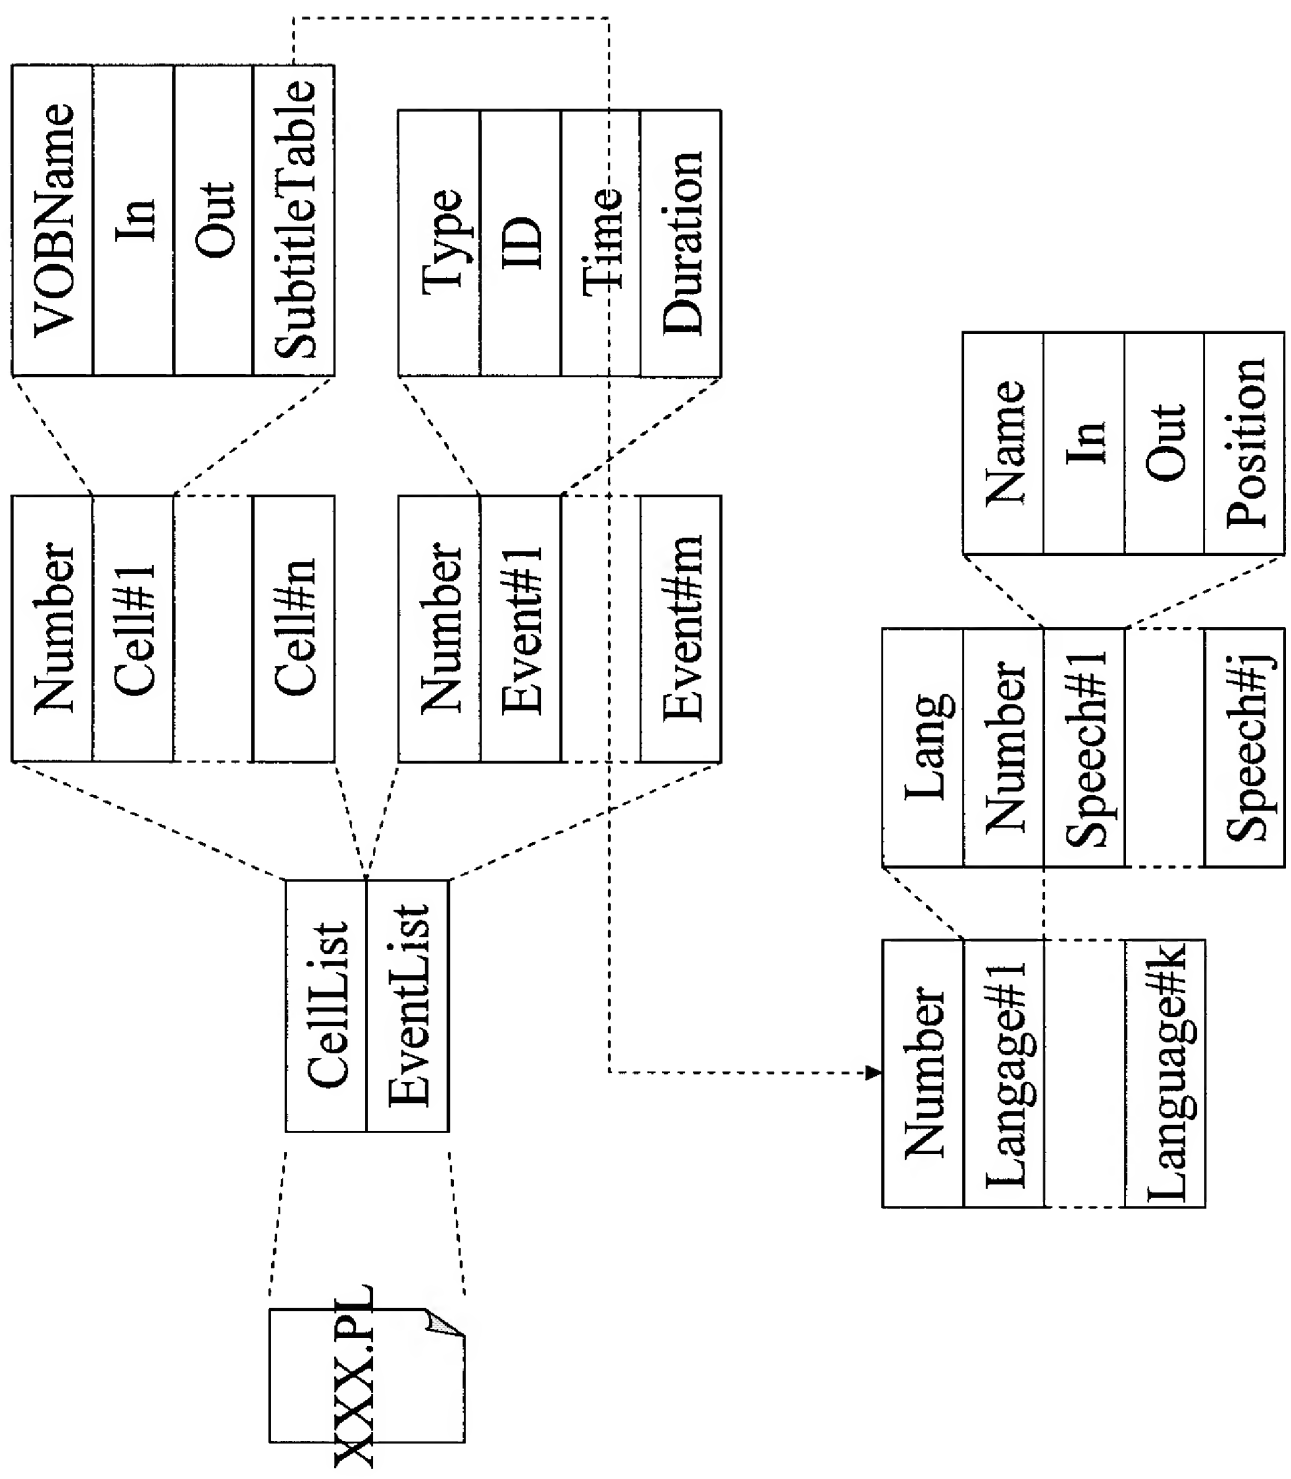 XXX.PL
CellList
EventList
Number
Cell#1
Cell#n
VOBName
In
Out
SubtitleTable
Number
Event#1
Event#m
Type
ID
Time
Duration
Number
Langage#1
Language#k
Lang
Number
Speech#1
Speech#j
Name
In
Out
Position